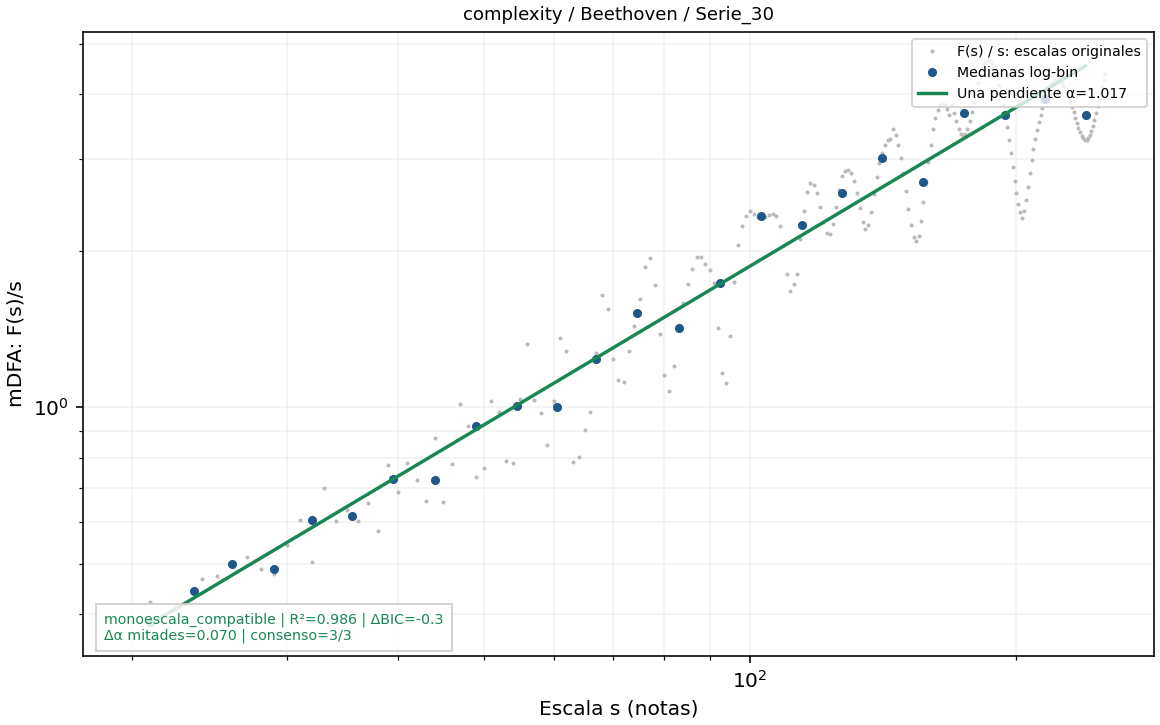 complexity / Beethoven / Serie_30
F(s) / s: escalas originales
Medianas log-bin
Una pendiente α=1.017
mDFA: F(s)/s
10⁰
monoescala_compatible | R²=0.986 | ΔBIC=-0.3
Δα mitades=0.070 | consenso=3/3
10²
Escala s (notas)